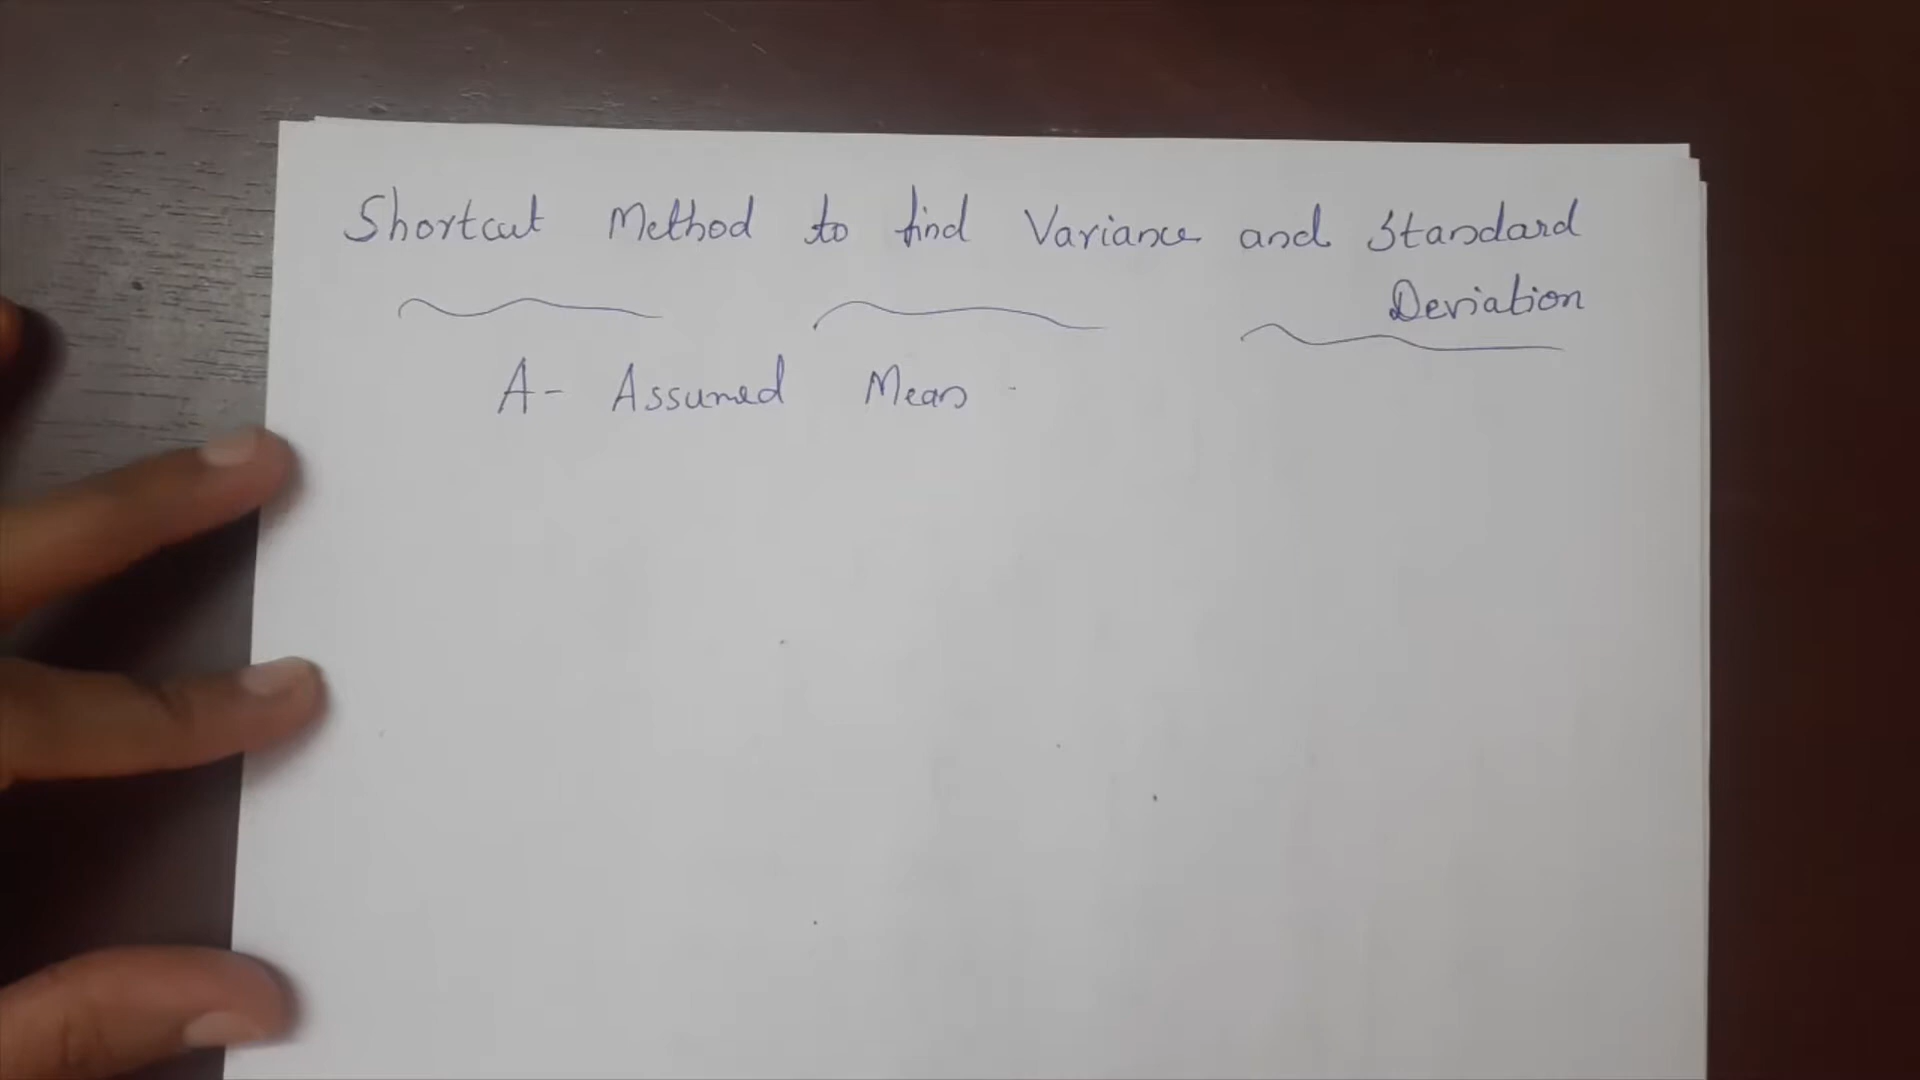 Shortcut Method to find Variance and Standard
Deviation
A- Assumed Mean